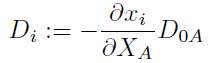 D_i := -\frac{\partial x_i}{\partial X_A} D_{0A}